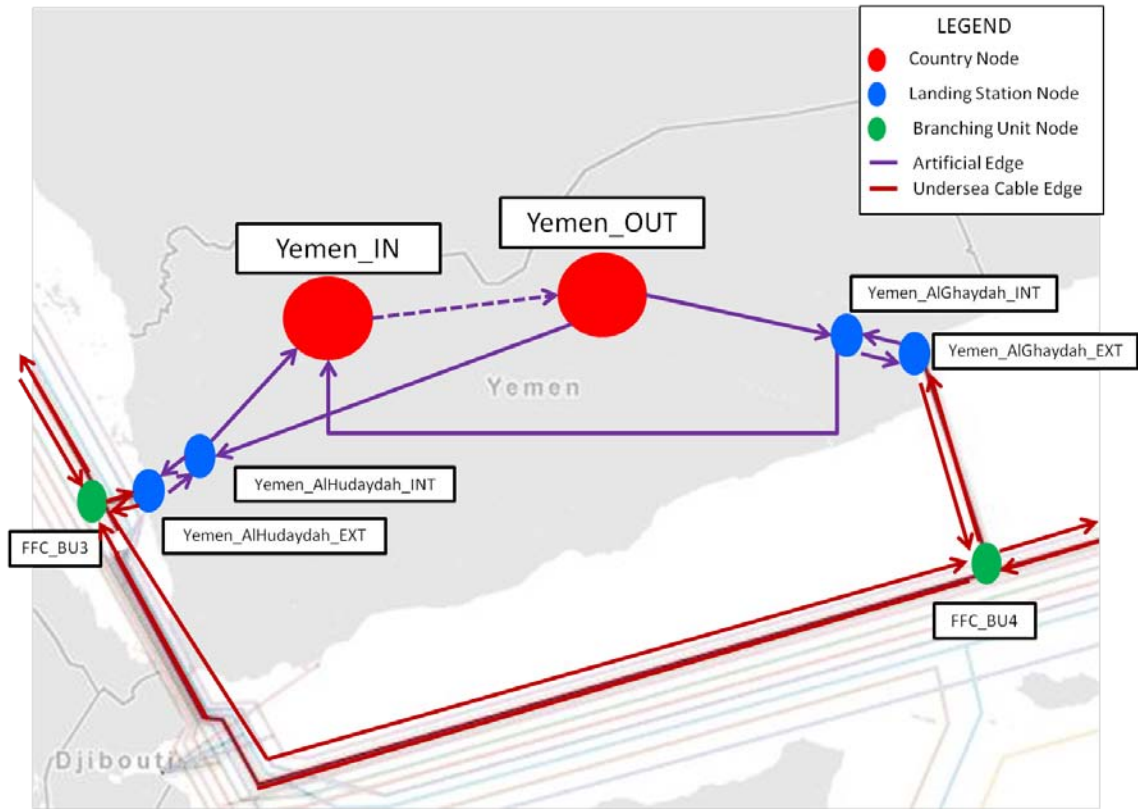 LEGEND
Country Node
Landing Station Node
Branching Unit Node
Artificial Edge
Undersea Cable Edge
Yemen_IN
Yemen_OUT
Yemen_AlGhaydah_INT
Yemen_AlGhaydah_EXT
Yemen
Yemen_AlHudaydah_INT
Yemen_AlHudaydah_EXT
FFC_BU3
FFC_BU4
Djibouti